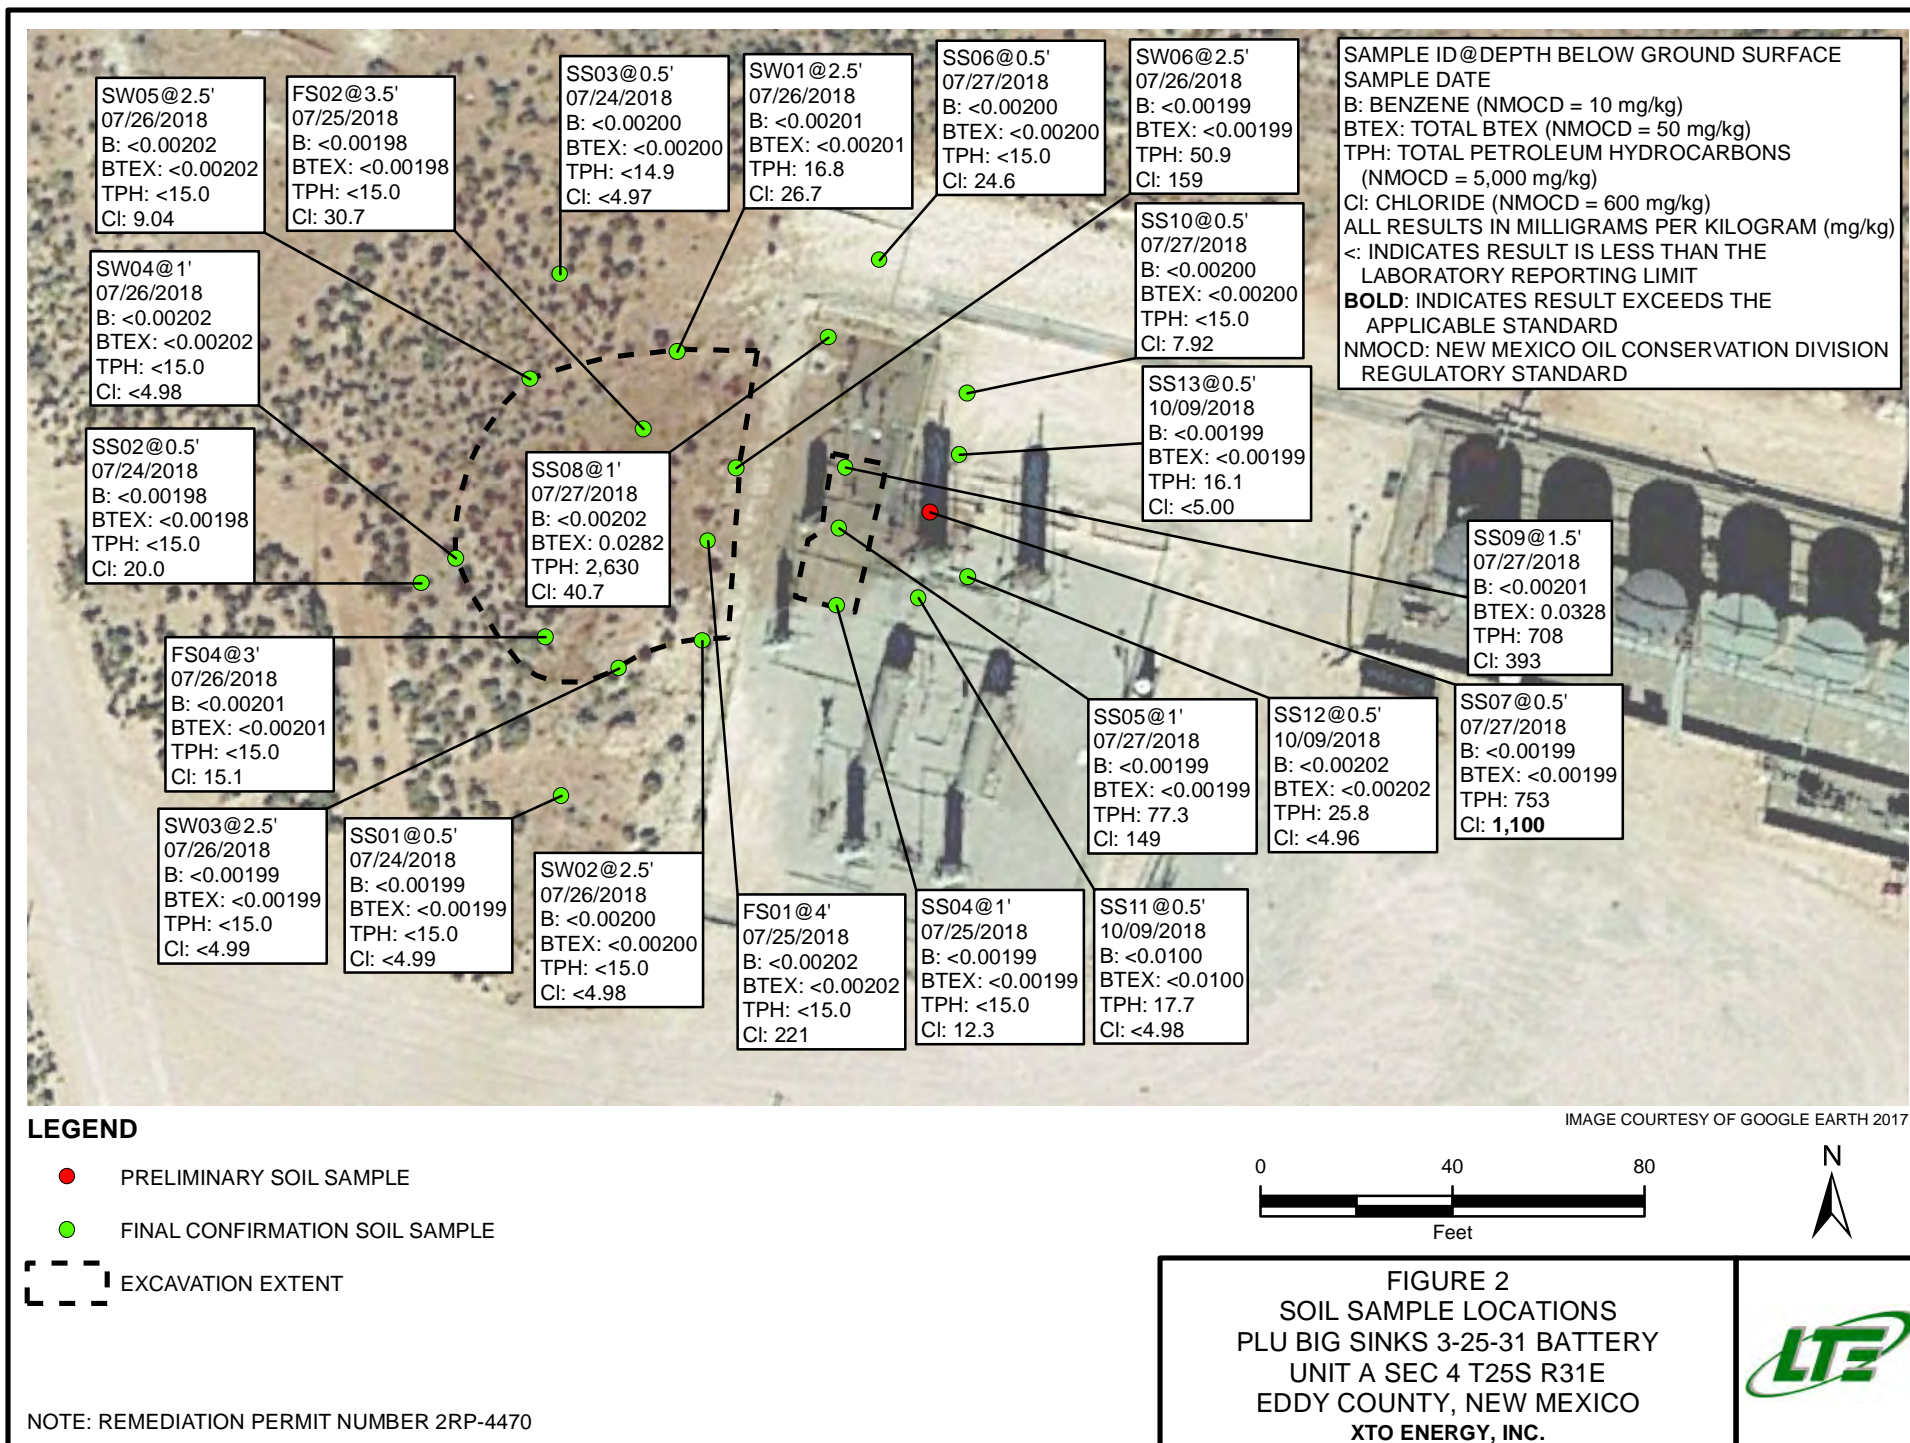 SW05@2.5'
07/26/2018
B: <0.00202
BTEX: <0.00202
TPH: <15.0
Cl: 9.04
FS02@3.5'
07/25/2018
B: <0.00198
BTEX: <0.00198
TPH: <15.0
Cl: 30.7
SS03@0.5'
07/24/2018
B: <0.00200
BTEX: <0.00200
TPH: <14.9
Cl: <4.97
SW01@2.5'
07/26/2018
B: <0.00201
BTEX: <0.00201
TPH: 16.8
Cl: 26.7
SS06@0.5'
07/27/2018
B: <0.00200
BTEX: <0.00200
TPH: <15.0
Cl: 24.6
SW06@2.5'
07/26/2018
B: <0.00199
BTEX: <0.00199
TPH: 50.9
Cl: 159
SAMPLE ID@DEPTH BELOW GROUND SURFACE
SAMPLE DATE
B: BENZENE (NMOCD = 10 mg/kg)
BTEX: TOTAL BTEX (NMOCD = 50 mg/kg)
TPH: TOTAL PETROLEUM HYDROCARBONS
(NMOCD = 5,000 mg/kg)
Cl: CHLORIDE (NMOCD = 600 mg/kg)
ALL RESULTS IN MILLIGRAMS PER KILOGRAM (mg/kg)
<: INDICATES RESULT IS LESS THAN THE
LABORATORY REPORTING LIMIT
BOLD: INDICATES RESULT EXCEEDS THE
APPLICABLE STANDARD
NMOCD: NEW MEXICO OIL CONSERVATION DIVISION
REGULATORY STANDARD
SW04@1'
07/26/2018
B: <0.00202
BTEX: <0.00202
TPH: <15.0
Cl: <4.98
SS10@0.5'
07/27/2018
B: <0.00200
BTEX: <0.00200
TPH: <15.0
Cl: 7.92
SS13@0.5'
10/09/2018
B: <0.00199
BTEX: <0.00199
TPH: 16.1
Cl: <5.00
SS02@0.5'
07/24/2018
B: <0.00198
BTEX: <0.00198
TPH: <15.0
Cl: 20.0
SS08@1'
07/27/2018
B: <0.00202
BTEX: 0.0282
TPH: 2,630
Cl: 40.7
SS09@1.5'
07/27/2018
B: <0.00201
BTEX: 0.0328
TPH: 708
Cl: 393
FS04@3'
07/26/2018
B: <0.00201
BTEX: <0.00201
TPH: <15.0
Cl: 15.1
SS05@1'
07/27/2018
B: <0.00199
BTEX: <0.00199
TPH: 77.3
Cl: 149
SS12@0.5'
10/09/2018
B: <0.00202
BTEX: <0.00202
TPH: 25.8
Cl: <4.96
SS07@0.5'
07/27/2018
B: <0.00199
BTEX: <0.00199
TPH: 753
Cl: 1,100
SW03@2.5'
07/26/2018
B: <0.00199
BTEX: <0.00199
TPH: <15.0
Cl: <4.99
SS01@0.5'
07/24/2018
B: <0.00199
BTEX: <0.00199
TPH: <15.0
Cl: <4.99
SW02@2.5'
07/26/2018
B: <0.00200
BTEX: <0.00200
TPH: <15.0
Cl: <4.98
FS01@4'
07/25/2018
B: <0.00202
BTEX: <0.00202
TPH: <15.0
Cl: 221
SS04@1'
07/25/2018
B: <0.00199
BTEX: <0.00199
TPH: <15.0
Cl: 12.3
SS11@0.5'
10/09/2018
B: <0.0100
BTEX: <0.0100
TPH: 17.7
Cl: <4.98
IMAGE COURTESY OF GOOGLE EARTH 2017
LEGEND
PRELIMINARY SOIL SAMPLE
FINAL CONFIRMATION SOIL SAMPLE
EXCAVATION EXTENT
0 40 80
Feet
N
FIGURE 2
SOIL SAMPLE LOCATIONS
PLU BIG SINKS 3-25-31 BATTERY
UNIT A SEC 4 T25S R31E
EDDY COUNTY, NEW MEXICO
XTO ENERGY, INC.
LTE
NOTE: REMEDIATION PERMIT NUMBER 2RP-4470